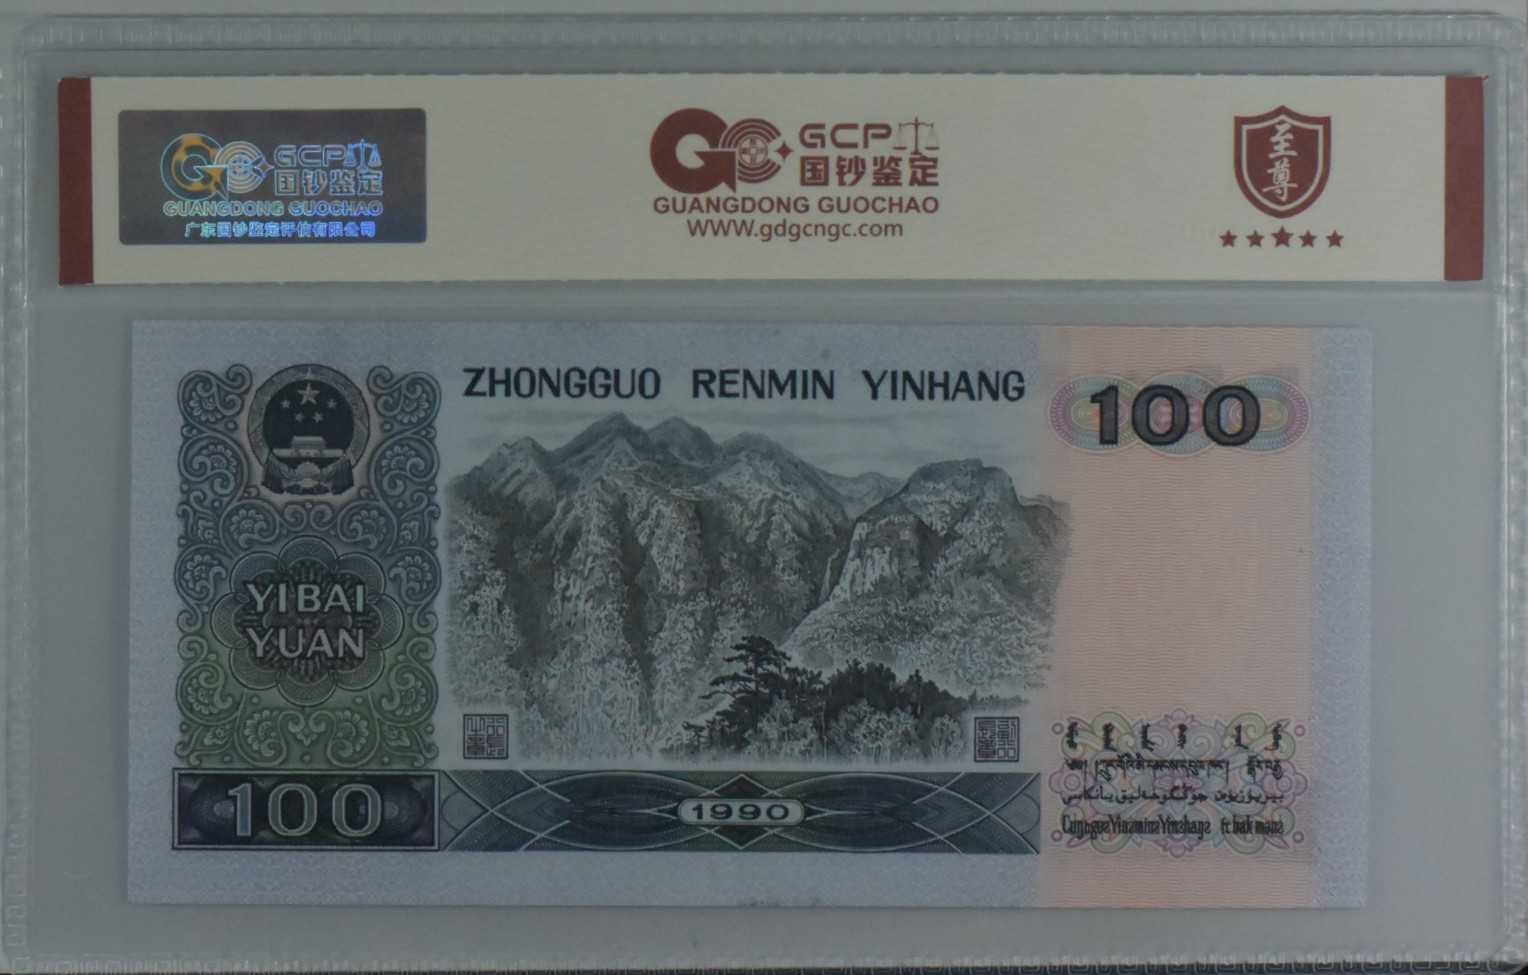 GCP
国钞鉴定
GUANGDONG GUOCHAO
广东国钞鉴定评估有限公司
GCP
国钞鉴定
GUANGDONG GUOCHAO
WWW.gdgcngc.com
至尊
ZHONGGUO RENMIN YINHANG
100
YI BAI
YUAN
100
1990